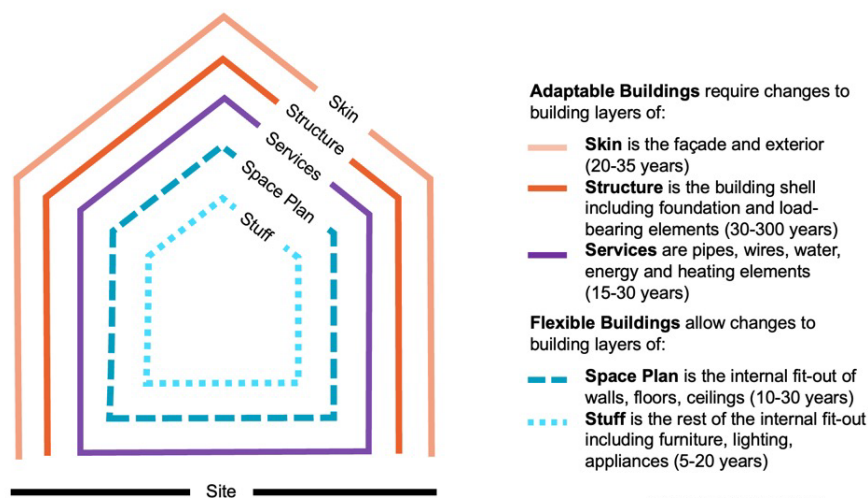 Skin
Structure
Services
Space Plan
Stuff
Site
Adaptable Buildings require changes to
building layers of:
Skin is the façade and exterior
(20-35 years)
Structure is the building shell
including foundation and load-
bearing elements (30-300 years)
Services are pipes, wires, water,
energy and heating elements
(15-30 years)
Flexible Buildings allow changes to
building layers of:
Space Plan is the internal fit-out of
walls, floors, ceilings (10-30 years)
Stuff is the rest of the internal fit-out
including furniture, lighting,
appliances (5-20 years)